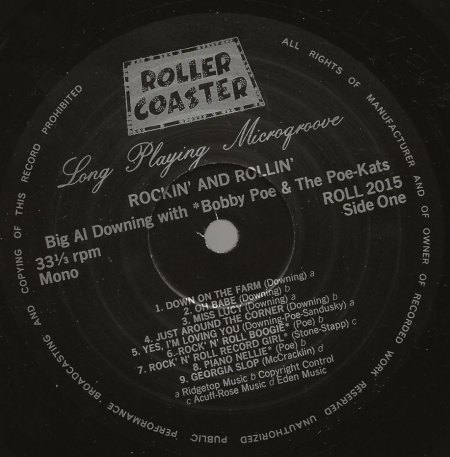 ROLLER
COASTER
Long Playing Microgroove
ROCKIN' AND ROLLIN'
Big Al Downing with *Bobby Poe & The Poe-Kats
33⅓ rpm
Mono
ROLL 2015
Side One
1. DOWN ON THE FARM (Downing) a
2. OH BABE (Downing) b
3. MISS LUCY (Downing) a
4. JUST AROUND THE CORNER (Downing) b
5. YES, I'M LOVING YOU (Downing-Poe-Sandusky) a
6. ROCK' N' ROLL BOOGIE* (Poe) b
7. ROCK' N' ROLL RECORD GIRL* (Stone-Stapp) c
8. PIANO NELLIE* (Poe) b
9. GEORGIA SLOP (McCracklin) d
a Ridgetop Music b Copyright Control
c Acuff-Rose Music d Eden Music
ALL RIGHTS OF MANUFACTURER AND OF OWNER OF RECORDED WORK RESERVED UNAUTHORIZED PUBLIC PERFORMANCE BROADCASTING AND COPYING OF THIS RECORD PROHIBITED